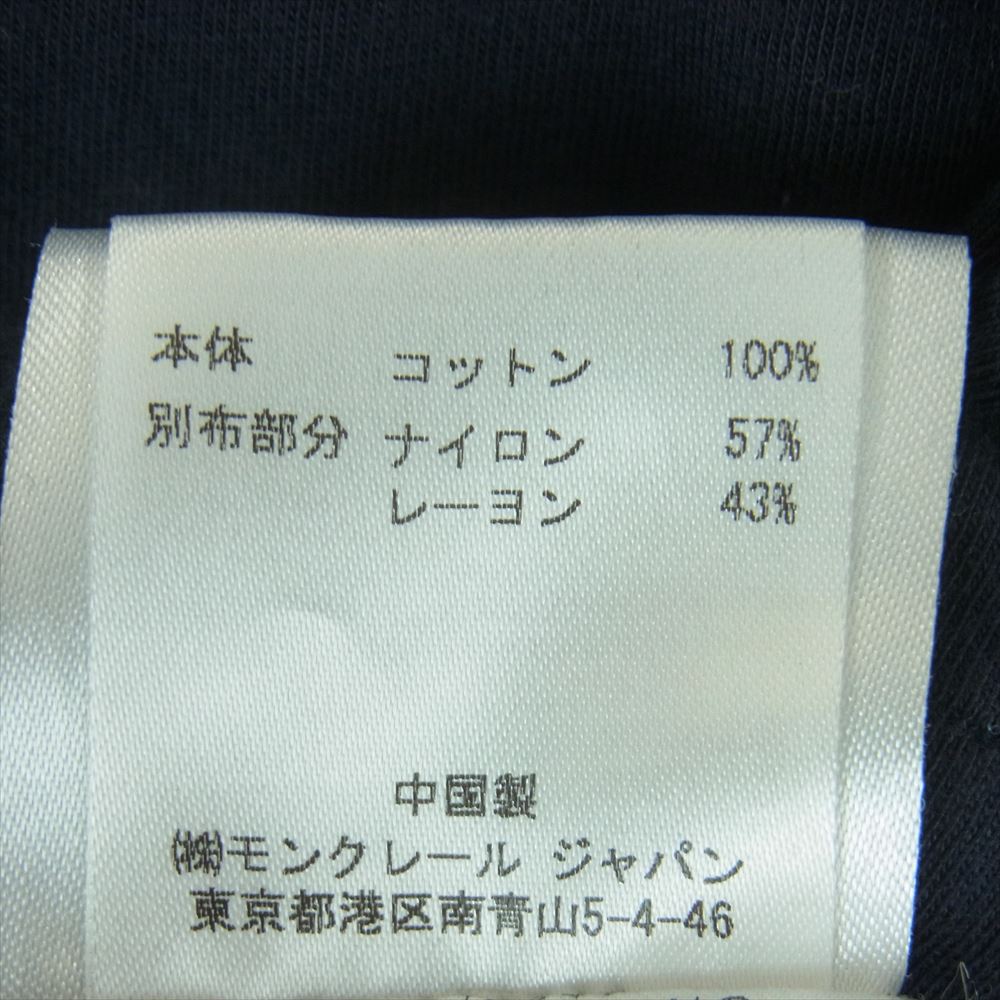 本体 コットン 100%
別布部分 ナイロン 57%
レーヨン 43%
中国製
㈱モンクレール ジャパン
東京都港区南青山5-4-46